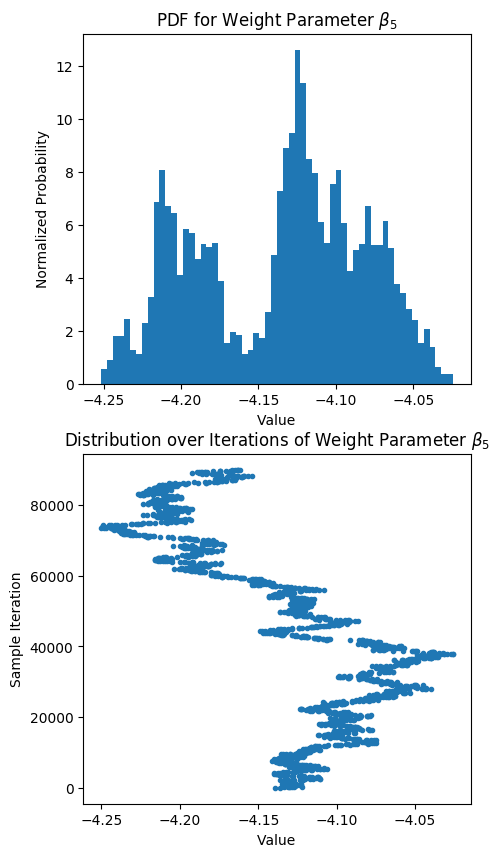 PDF for Weight Parameter β₅
12
10
8
6
4
2
0
Normalized Probability
−4.25 −4.20 −4.15 −4.10 −4.05
Value
Distribution over Iterations of Weight Parameter β₅
80000
60000
40000
20000
0
Sample Iteration
−4.25 −4.20 −4.15 −4.10 −4.05
Value